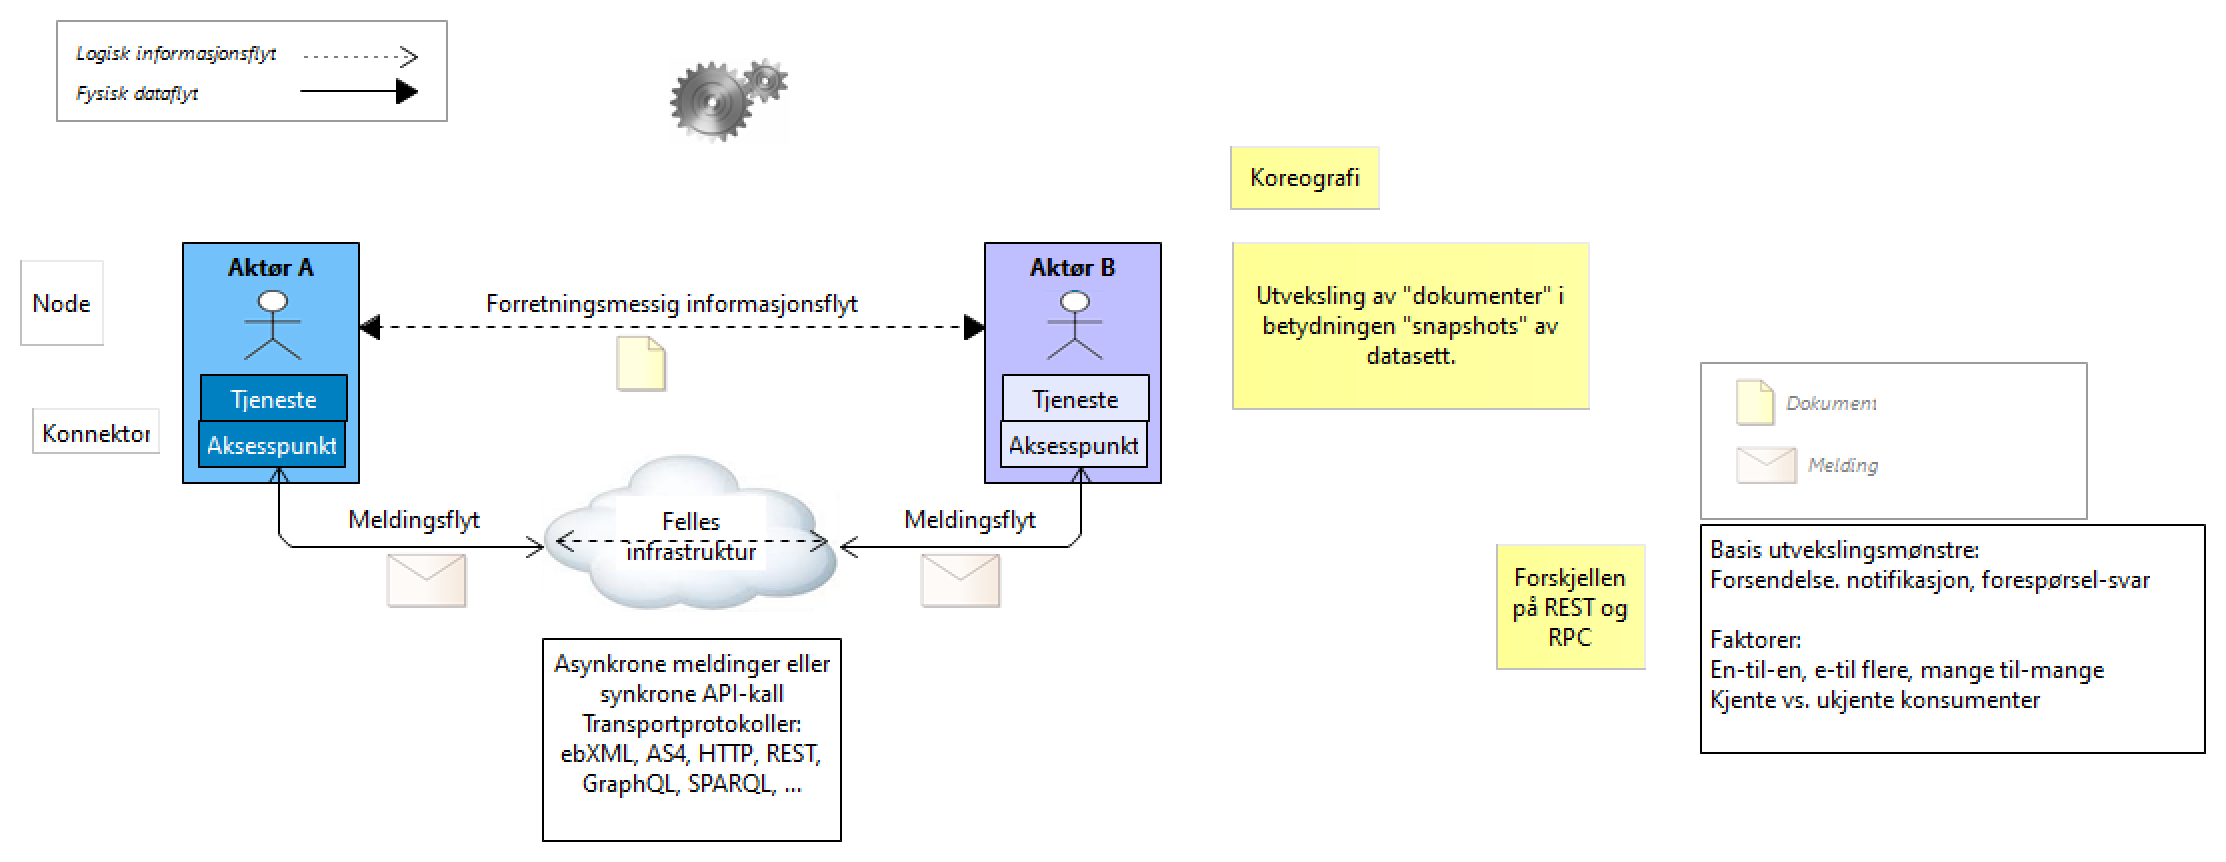 Logisk informasjonsflyt
Fysisk dataflyt
Koreografi
Node
Konnektor
Aktør A
Tjeneste
Aksesspunkt
Forretningsmessig informasjonsflyt
Aktør B
Tjeneste
Aksesspunkt
Utveksling av "dokumenter" i
betydningen "snapshots" av
datasett.
Dokument
Melding
Meldingsflyt
Felles
infrastruktur
Meldingsflyt
Forskjellen
på REST og
RPC
Basis utvekslingsmønstre:
Forsendelse. notifikasjon, forespørsel-svar
Faktorer:
En-til-en, e-til flere, mange til-mange
Kjente vs. ukjente konsumenter
Asynkrone meldinger eller
synkrone API-kall
Transportprotokoller:
ebXML, AS4, HTTP, REST,
GraphQL, SPARQL, ...